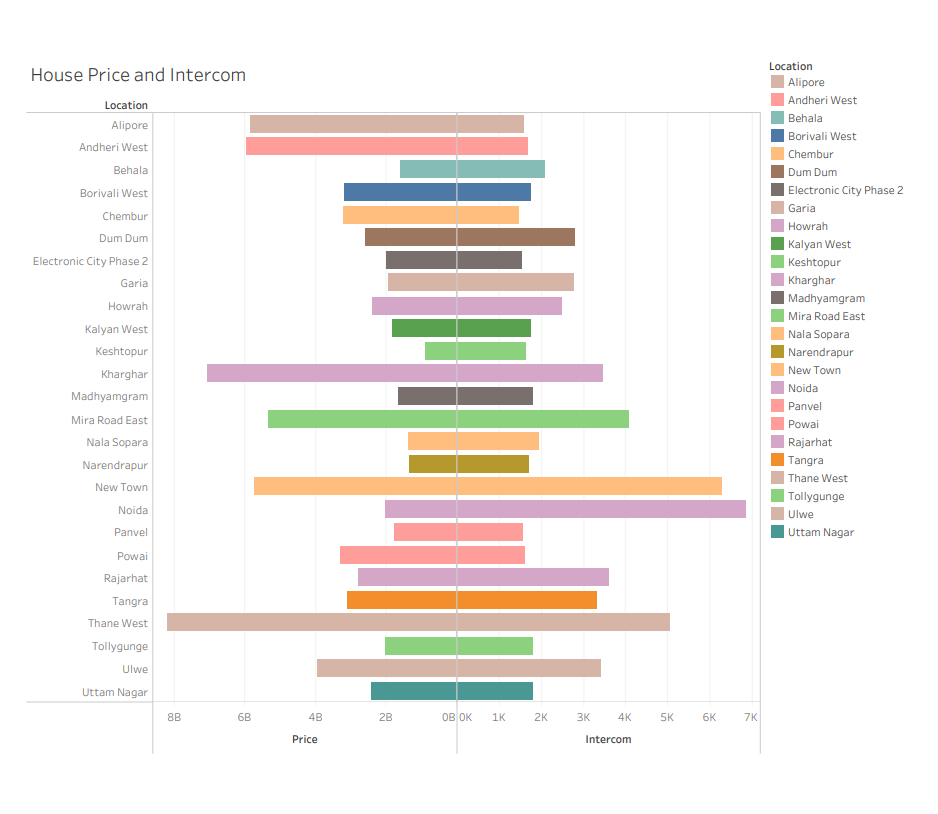 House Price and Intercom
Location
Alipore
Andheri West
Behala
Borivali West
Chembur
Dum Dum
Electronic City Phase 2
Garia
Howrah
Kalyan West
Keshtopur
Kharghar
Madhyamgram
Mira Road East
Nala Sopara
Narendrapur
New Town
Noida
Panvel
Powai
Rajarhat
Tangra
Thane West
Tollygunge
Ulwe
Uttam Nagar
8B 6B 4B 2B 0B 0K 1K 2K 3K 4K 5K 6K 7K
Price Intercom
Location
Alipore
Andheri West
Behala
Borivali West
Chembur
Dum Dum
Electronic City Phase 2
Garia
Howrah
Kalyan West
Keshtopur
Kharghar
Madhyamgram
Mira Road East
Nala Sopara
Narendrapur
New Town
Noida
Panvel
Powai
Rajarhat
Tangra
Thane West
Tollygunge
Ulwe
Uttam Nagar